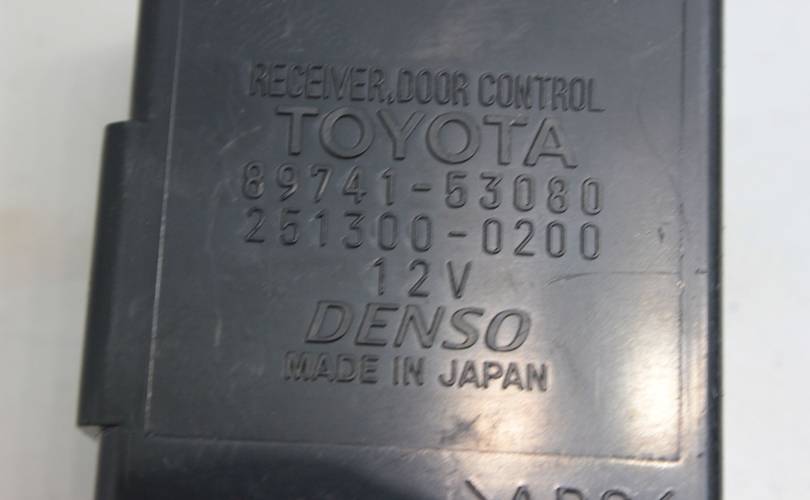 RECEIVER,DOOR CONTROL
TOYOTA
89741-53080
251300-0200
12V
DENSO
MADE IN JAPAN